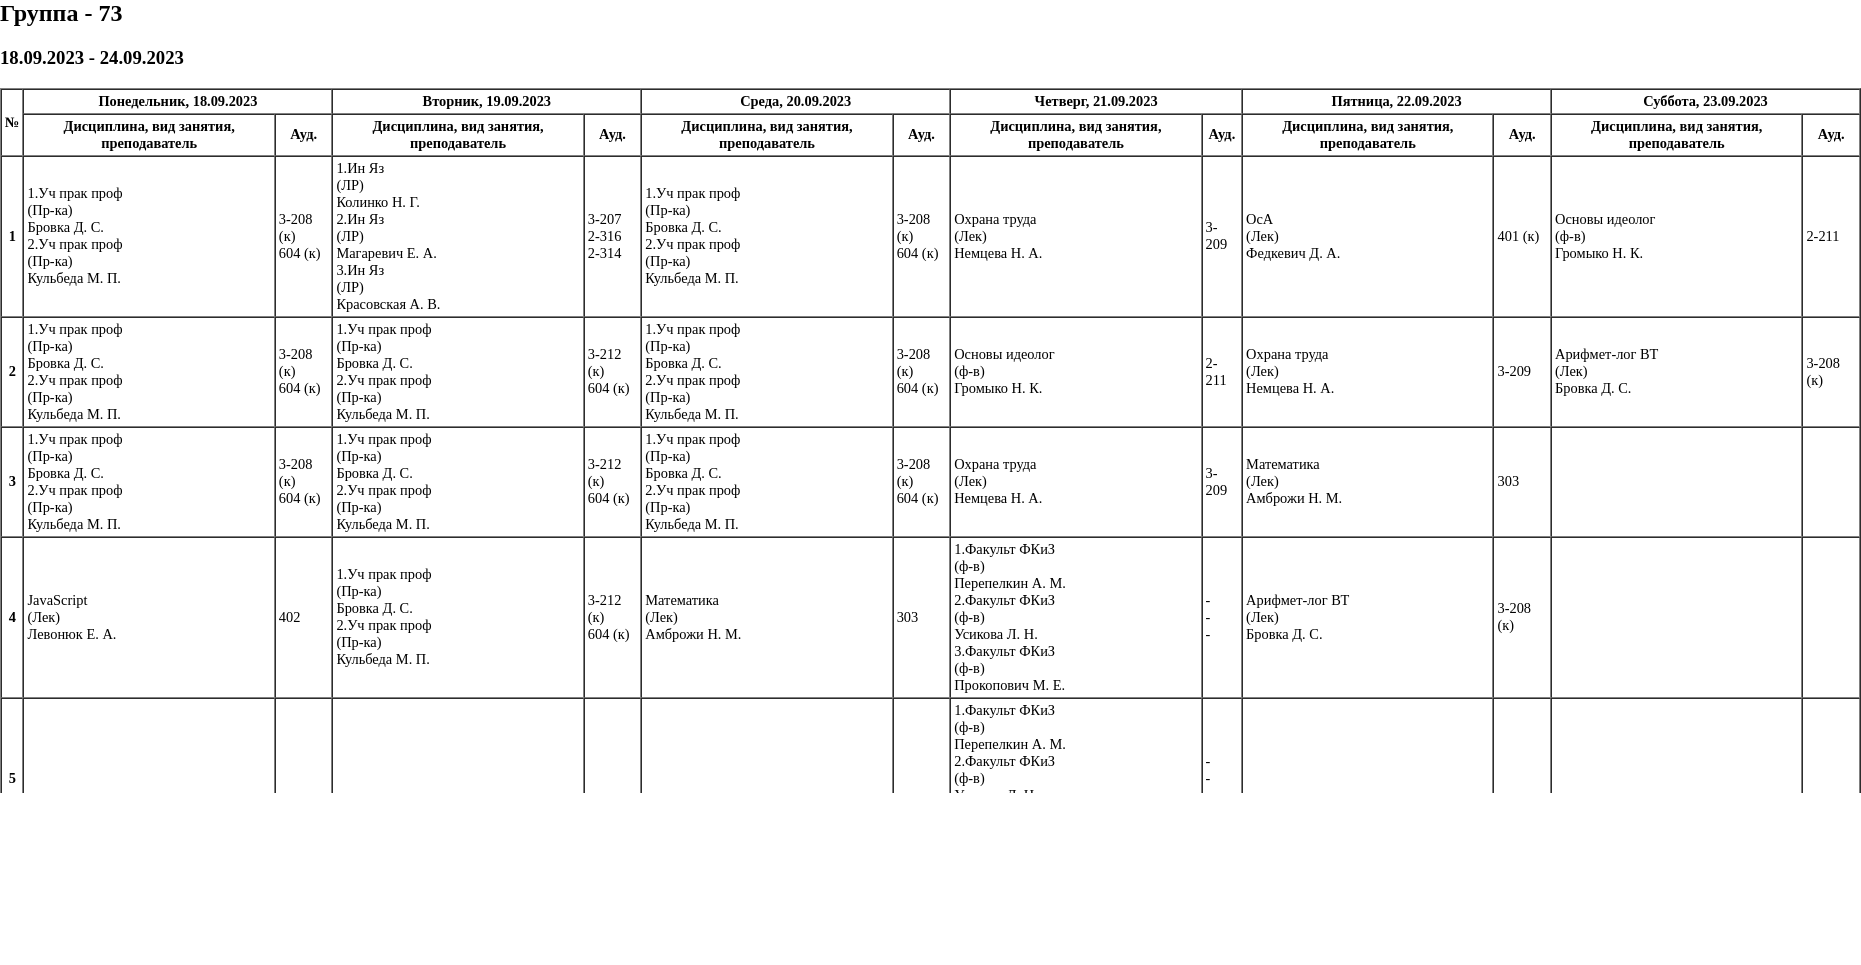 Группа - 73
18.09.2023 - 24.09.2023
№
Понедельник, 18.09.2023
Вторник, 19.09.2023
Среда, 20.09.2023
Четверг, 21.09.2023
Пятница, 22.09.2023
Суббота, 23.09.2023
Дисциплина, вид занятия,
преподаватель
Ауд.
Дисциплина, вид занятия,
преподаватель
Ауд.
Дисциплина, вид занятия,
преподаватель
Ауд.
Дисциплина, вид занятия,
преподаватель
Ауд.
Дисциплина, вид занятия,
преподаватель
Ауд.
Дисциплина, вид занятия,
преподаватель
Ауд.
1
1.Уч прак проф
(Пр-ка)
Бровка Д. С.
2.Уч прак проф
(Пр-ка)
Кульбеда М. П.
3-208
(к)
604 (к)
1.Ин Яз
(ЛР)
Колинко Н. Г.
2.Ин Яз
(ЛР)
Магаревич Е. А.
3.Ин Яз
(ЛР)
Красовская А. В.
3-207
2-316
2-314
1.Уч прак проф
(Пр-ка)
Бровка Д. С.
2.Уч прак проф
(Пр-ка)
Кульбеда М. П.
3-208
(к)
604 (к)
Охрана труда
(Лек)
Немцева Н. А.
3-
209
ОсА
(Лек)
Федкевич Д. А.
401 (к)
Основы идеолог
(ф-в)
Громыко Н. К.
2-211
2
1.Уч прак проф
(Пр-ка)
Бровка Д. С.
2.Уч прак проф
(Пр-ка)
Кульбеда М. П.
3-208
(к)
604 (к)
1.Уч прак проф
(Пр-ка)
Бровка Д. С.
2.Уч прак проф
(Пр-ка)
Кульбеда М. П.
3-212
(к)
604 (к)
1.Уч прак проф
(Пр-ка)
Бровка Д. С.
2.Уч прак проф
(Пр-ка)
Кульбеда М. П.
3-208
(к)
604 (к)
Основы идеолог
(ф-в)
Громыко Н. К.
2-
211
Охрана труда
(Лек)
Немцева Н. А.
3-209
Арифмет-лог ВТ
(Лек)
Бровка Д. С.
3-208
(к)
3
1.Уч прак проф
(Пр-ка)
Бровка Д. С.
2.Уч прак проф
(Пр-ка)
Кульбеда М. П.
3-208
(к)
604 (к)
1.Уч прак проф
(Пр-ка)
Бровка Д. С.
2.Уч прак проф
(Пр-ка)
Кульбеда М. П.
3-212
(к)
604 (к)
1.Уч прак проф
(Пр-ка)
Бровка Д. С.
2.Уч прак проф
(Пр-ка)
Кульбеда М. П.
3-208
(к)
604 (к)
Охрана труда
(Лек)
Немцева Н. А.
3-
209
Математика
(Лек)
Амброжи Н. М.
303
4
JavaScript
(Лек)
Левонюк Е. А.
402
1.Уч прак проф
(Пр-ка)
Бровка Д. С.
2.Уч прак проф
(Пр-ка)
Кульбеда М. П.
3-212
(к)
604 (к)
Математика
(Лек)
Амброжи Н. М.
303
1.Факульт ФКиЗ
(ф-в)
Перепелкин А. М.
2.Факульт ФКиЗ
(ф-в)
Усикова Л. Н.
3.Факульт ФКиЗ
(ф-в)
Прокопович М. Е.
-
-
-
Арифмет-лог ВТ
(Лек)
Бровка Д. С.
3-208
(к)
5
1.Факульт ФКиЗ
(ф-в)
Перепелкин А. М.
2.Факульт ФКиЗ
(ф-в)
-
-